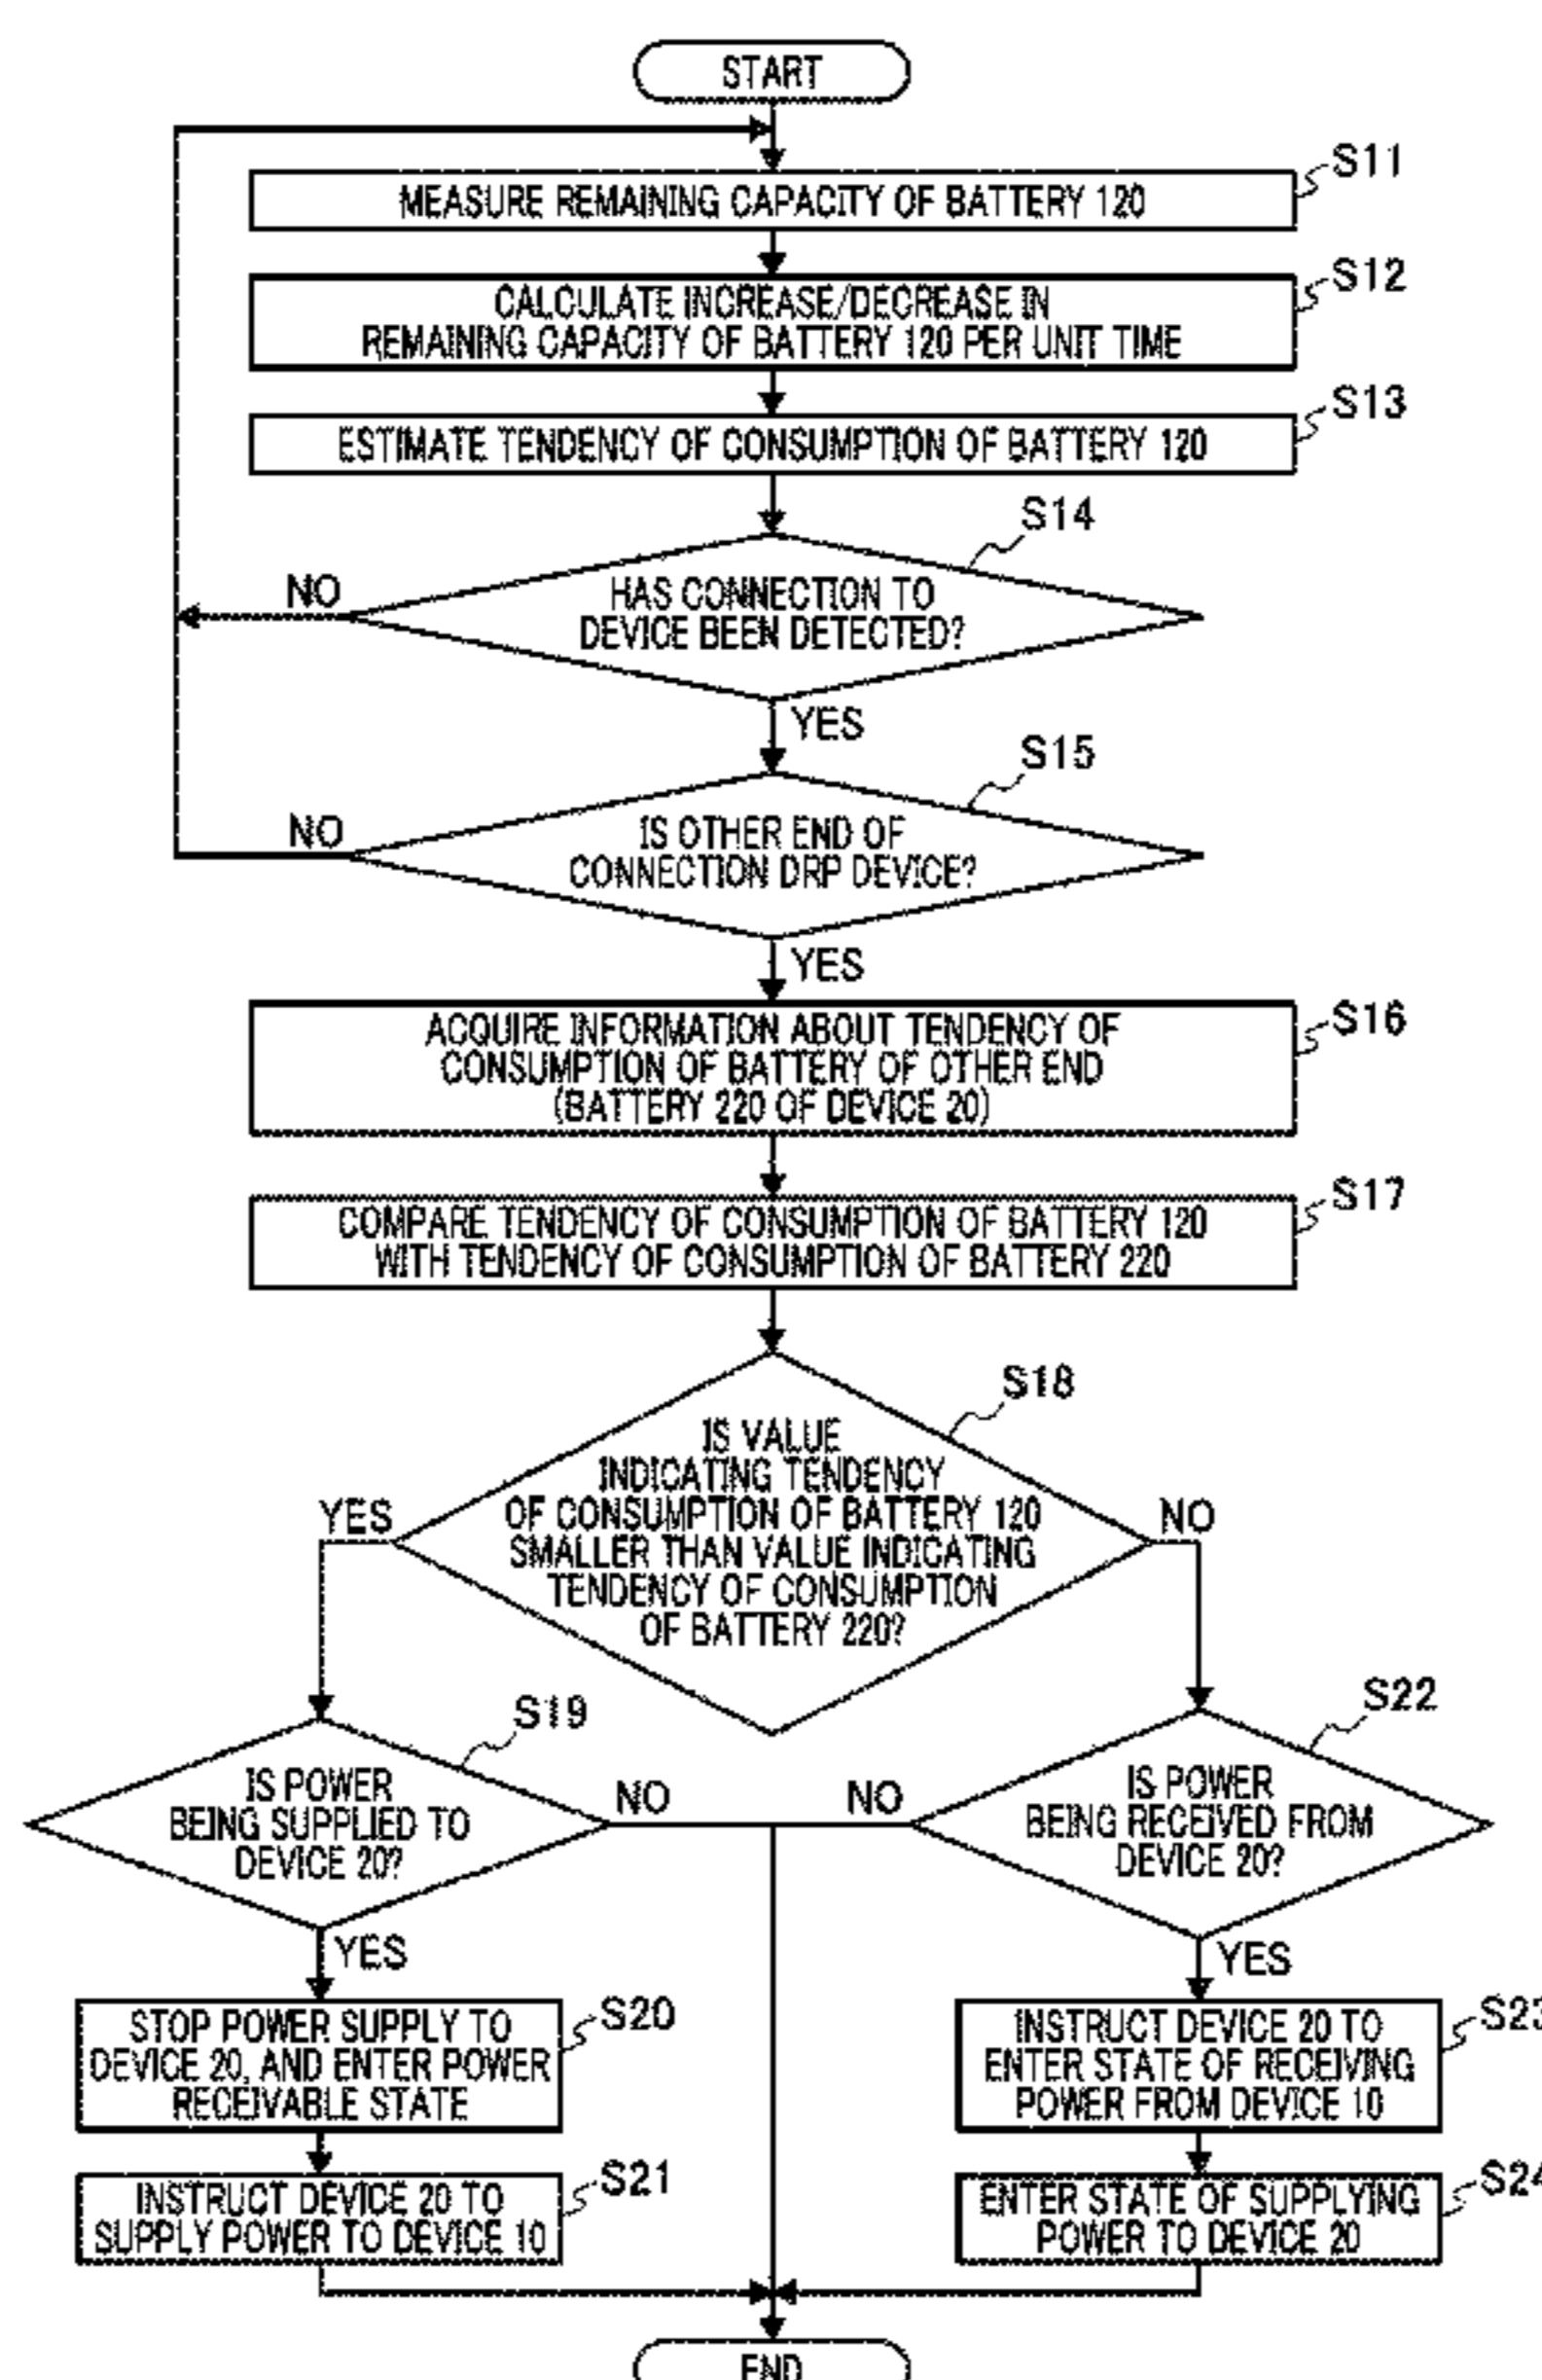 START
S11
MEASURE REMAINING CAPACITY OF BATTERY 120
S12
CALCULATE INCREASE/DECREASE IN
REMAINING CAPACITY OF BATTERY 120 PER UNIT TIME
S13
ESTIMATE TENDENCY OF CONSUMPTION OF BATTERY 120
S14
NO
HAS CONNECTION TO
DEVICE BEEN DETECTED?
YES
S15
NO
IS OTHER END OF
CONNECTION DRP DEVICE?
YES
S16
ACQUIRE INFORMATION ABOUT TENDENCY OF
CONSUMPTION OF BATTERY OF OTHER END
(BATTERY 220 OF DEVICE 20)
S17
COMPARE TENDENCY OF CONSUMPTION OF BATTERY 120
WITH TENDENCY OF CONSUMPTION OF BATTERY 220
S18
IS VALUE
INDICATING TENDENCY
OF CONSUMPTION OF BATTERY 120
SMALLER THAN VALUE INDICATING
TENDENCY OF CONSUMPTION
OF BATTERY 220?
YES
NO
S19
IS POWER
BEING SUPPLIED TO
DEVICE 20?
NO
YES
S22
IS POWER
BEING RECEIVED FROM
DEVICE 20?
NO
YES
S20
STOP POWER SUPPLY TO
DEVICE 20, AND ENTER POWER
RECEIVABLE STATE
S21
INSTRUCT DEVICE 20 TO
SUPPLY POWER TO DEVICE 10
S23
INSTRUCT DEVICE 20 TO
ENTER STATE OF RECEIVING
POWER FROM DEVICE 10
S24
ENTER STATE OF SUPPLYING
POWER TO DEVICE 20
END